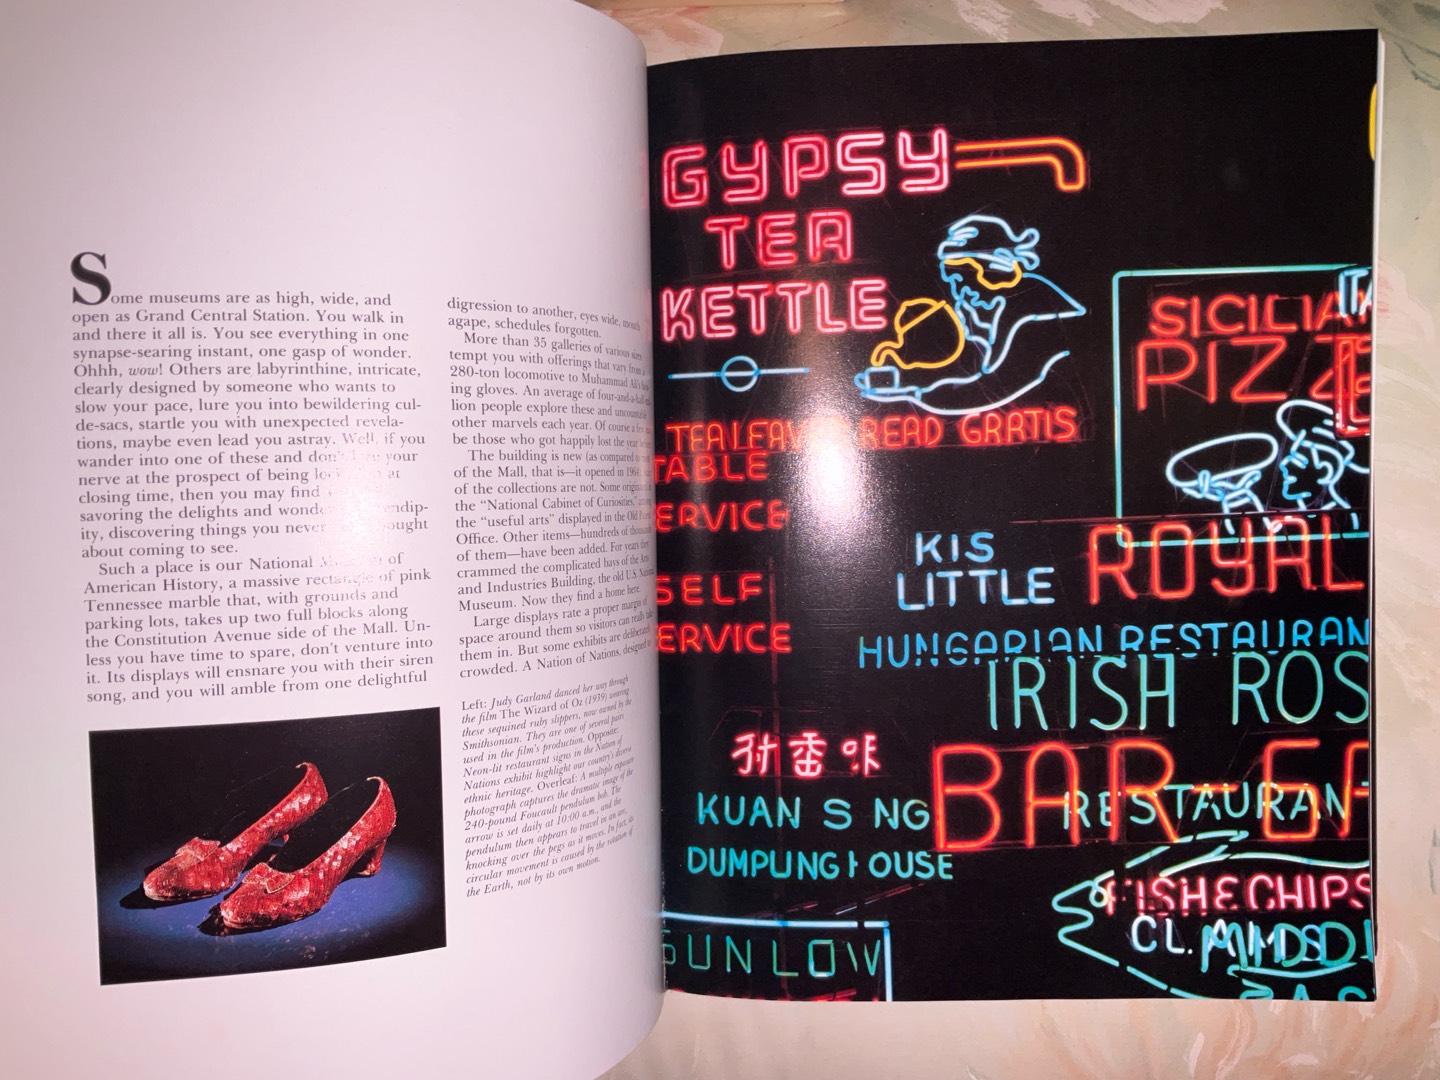 Some museums are as high, wide, and
open as Grand Central Station. You walk in
and there it all is. You see everything in one
synapse-searing instant, one gasp of wonder.
Ohhh, wow! Others are labyrinthine, intricate,
clearly designed by someone who wants to
slow your pace, lure you into bewildering cul-
de-sacs, startle you with unexpected revela-
tions, maybe even lead you astray. Well, if you
wander into one of these and don't your
nerve at the prospect of being at
closing time, then you may find
savoring the delights and
ity, discovering things you never
about coming to see.
Such a place is our National of
American History, a massive rectangle of pink
Tennessee marble that, with grounds and
parking lots, takes up two full blocks along
the Constitution Avenue side of the Mall. Un-
less you have time to spare, don't venture into
it. Its displays will ensnare you with their siren
song, and you will amble from one delightful
digression to another, eyes wide, mouth
agape, schedules forgotten.
More than 35 galleries of various sizes
tempt you with offerings that vary from a
280-ton locomotive to Muhammad Ali's
ing gloves. An average of four-and-a-half
lion people explore these and
other marvels each year. Of course a few
be those who got happily lost the year
The building is new (as compared to
of the Mall, that is—it opened in 1964
of the collections are not. Some
the "National Cabinet of Curiosities,"
the "useful arts" displayed in the Old
Office. Other items—hundreds of
of them—have been added. For years they
crammed the complicated bays of the Arts
and Industries Building, the old U.S. National
Museum. Now they find a home here.
Large displays rate a proper margin of
space around them so visitors can really
them in. But some exhibits are deliberately
crowded. A Nation of Nations, designed
Left: Judy Garland danced her way through
the film The Wizard of Oz (1939) wearing
these sequined ruby slippers, now owned by the
Smithsonian. They are one of several pairs
used in the film's production. Opposite:
Neon-lit restaurant signs in the Nation of
Nations exhibit highlight our country's diverse
ethnic heritage. Overleaf: A multiple exposure
photograph captures the dramatic image of the
240-pound Foucault pendulum bob. The
arrow is set daily at 10:00 a.m., and the
pendulum then appears to travel in an arc,
knocking over the pegs as it moves. In fact, its
circular movement is caused by the rotation of
the Earth, not by its own motion.
GYPSY
TEA
KETTLE
READ GRATIS
TABLE
SERVICE
SELF
SERVICE
SICILIAN
PIZZE
ITA
KIS
LITTLE
ROYAL
HUNGARIAN RESTAURAN
IRISH ROS
BAR
RESTAURAN
KUAN S NG
DUMPLING HOUSE
FISH & CHIPS
SUNLOW